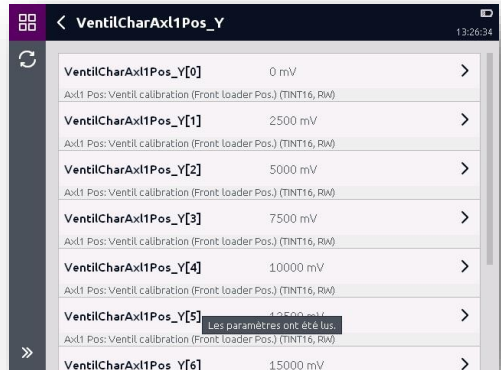 VentilCharAxl1Pos_Y
13:26:34
VentilCharAxl1Pos_Y[0] 0 mV
Axl1 Pos: Ventil calibration (Front loader Pos.) (TINT16, RW)
VentilCharAxl1Pos_Y[1] 2500 mV
Axl1 Pos: Ventil calibration (Front loader Pos.) (TINT16, RW)
VentilCharAxl1Pos_Y[2] 5000 mV
Axl1 Pos: Ventil calibration (Front loader Pos.) (TINT16, RW)
VentilCharAxl1Pos_Y[3] 7500 mV
Axl1 Pos: Ventil calibration (Front loader Pos.) (TINT16, RW)
VentilCharAxl1Pos_Y[4] 10000 mV
Axl1 Pos: Ventil calibration (Front loader Pos.) (TINT16, RW)
VentilCharAxl1Pos_Y[5] 12500 mV
Les paramètres ont été lus.
Axl1 Pos: Ventil calibration (Front loader Pos.) (TINT16, RW)
VentilCharAxl1Pos_Y[6] 15000 mV